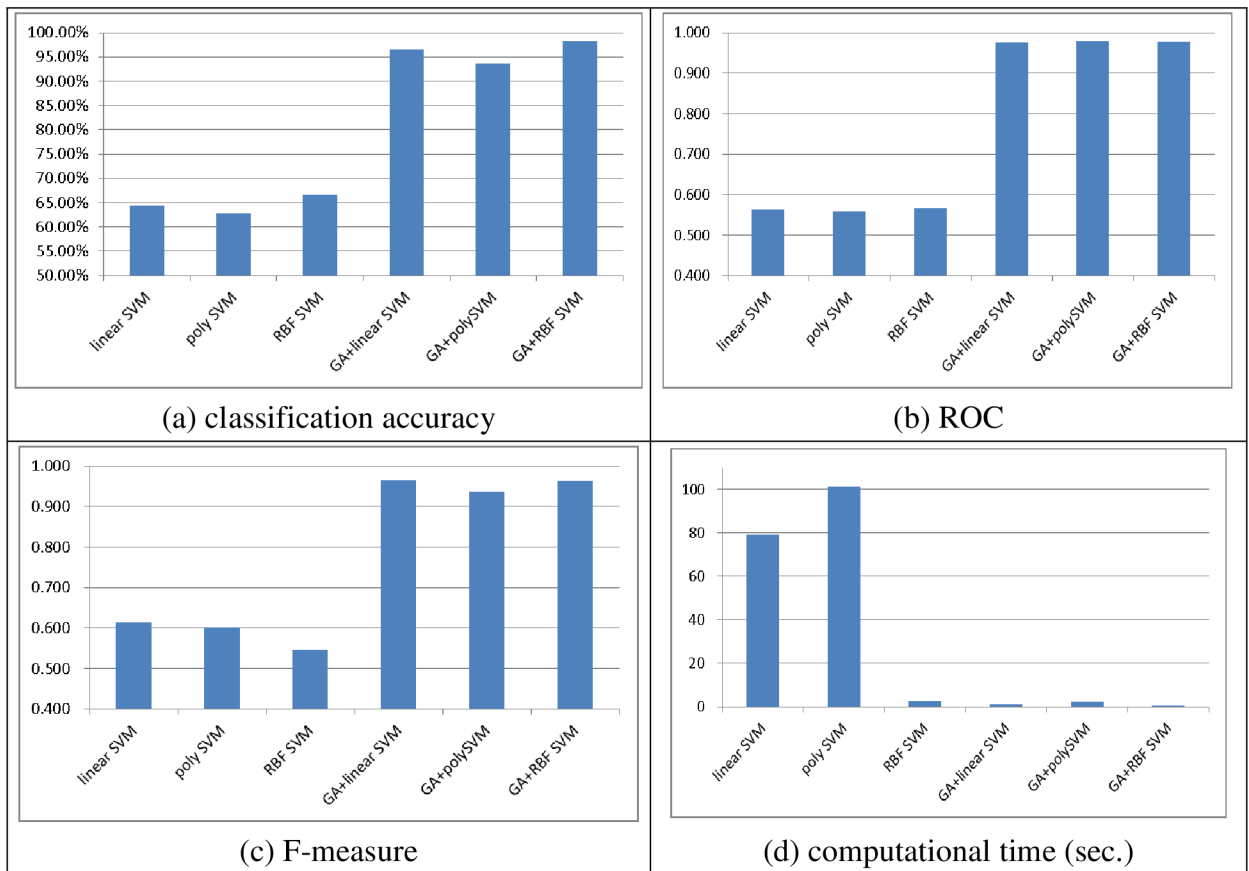 100.00%
95.00%
90.00%
85.00%
80.00%
75.00%
70.00%
65.00%
60.00%
55.00%
50.00%
linear SVM
poly SVM
RBF SVM
GA+linear SVM
GA+polySVM
GA+RBF SVM
(a) classification accuracy
1.000
0.900
0.800
0.700
0.600
0.500
0.400
linear SVM
poly SVM
RBF SVM
GA+linear SVM
GA+polySVM
GA+RBF SVM
(b) ROC
1.000
0.900
0.800
0.700
0.600
0.500
0.400
linear SVM
poly SVM
RBF SVM
GA+linear SVM
GA+polySVM
GA+RBF SVM
(c) F-measure
100
80
60
40
20
0
linear SVM
poly SVM
RBF SVM
GA+linear SVM
GA+polySVM
GA+RBF SVM
(d) computational time (sec.)